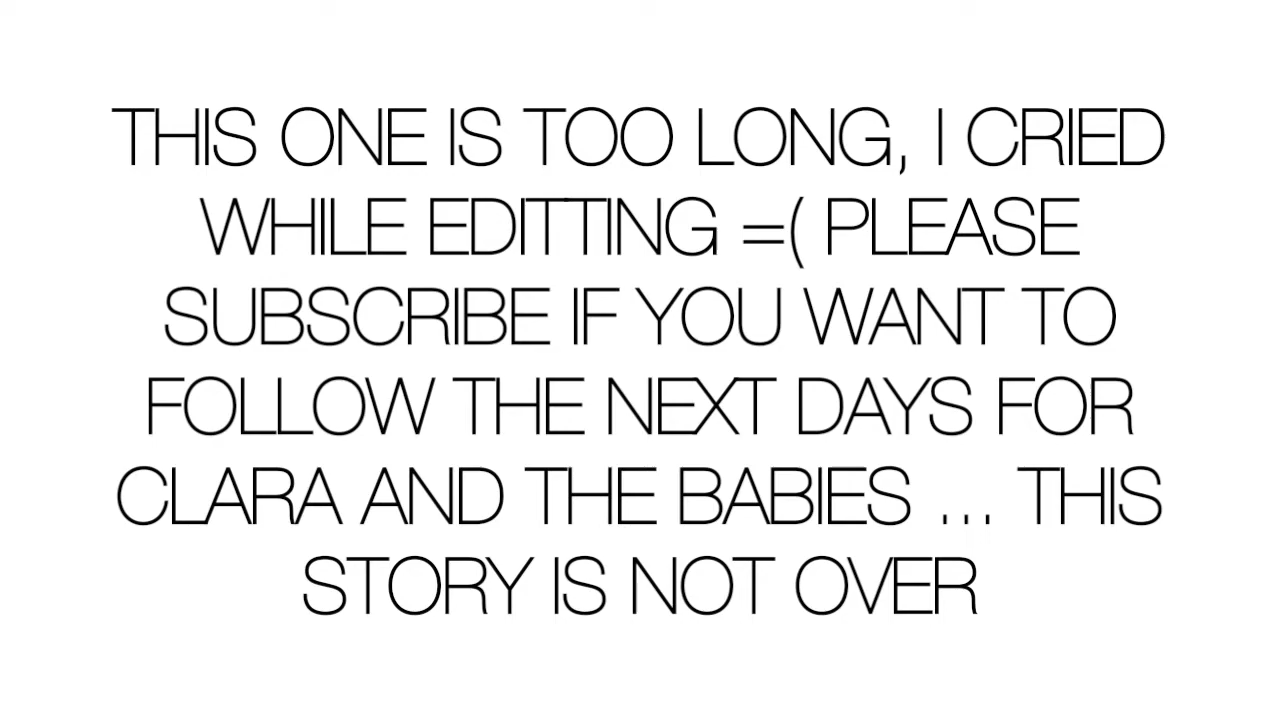 THIS ONE IS TOO LONG, I CRIED
WHILE EDITTING =( PLEASE
SUBSCRIBE IF YOU WANT TO
FOLLOW THE NEXT DAYS FOR
CLARA AND THE BABIES ... THIS
STORY IS NOT OVER